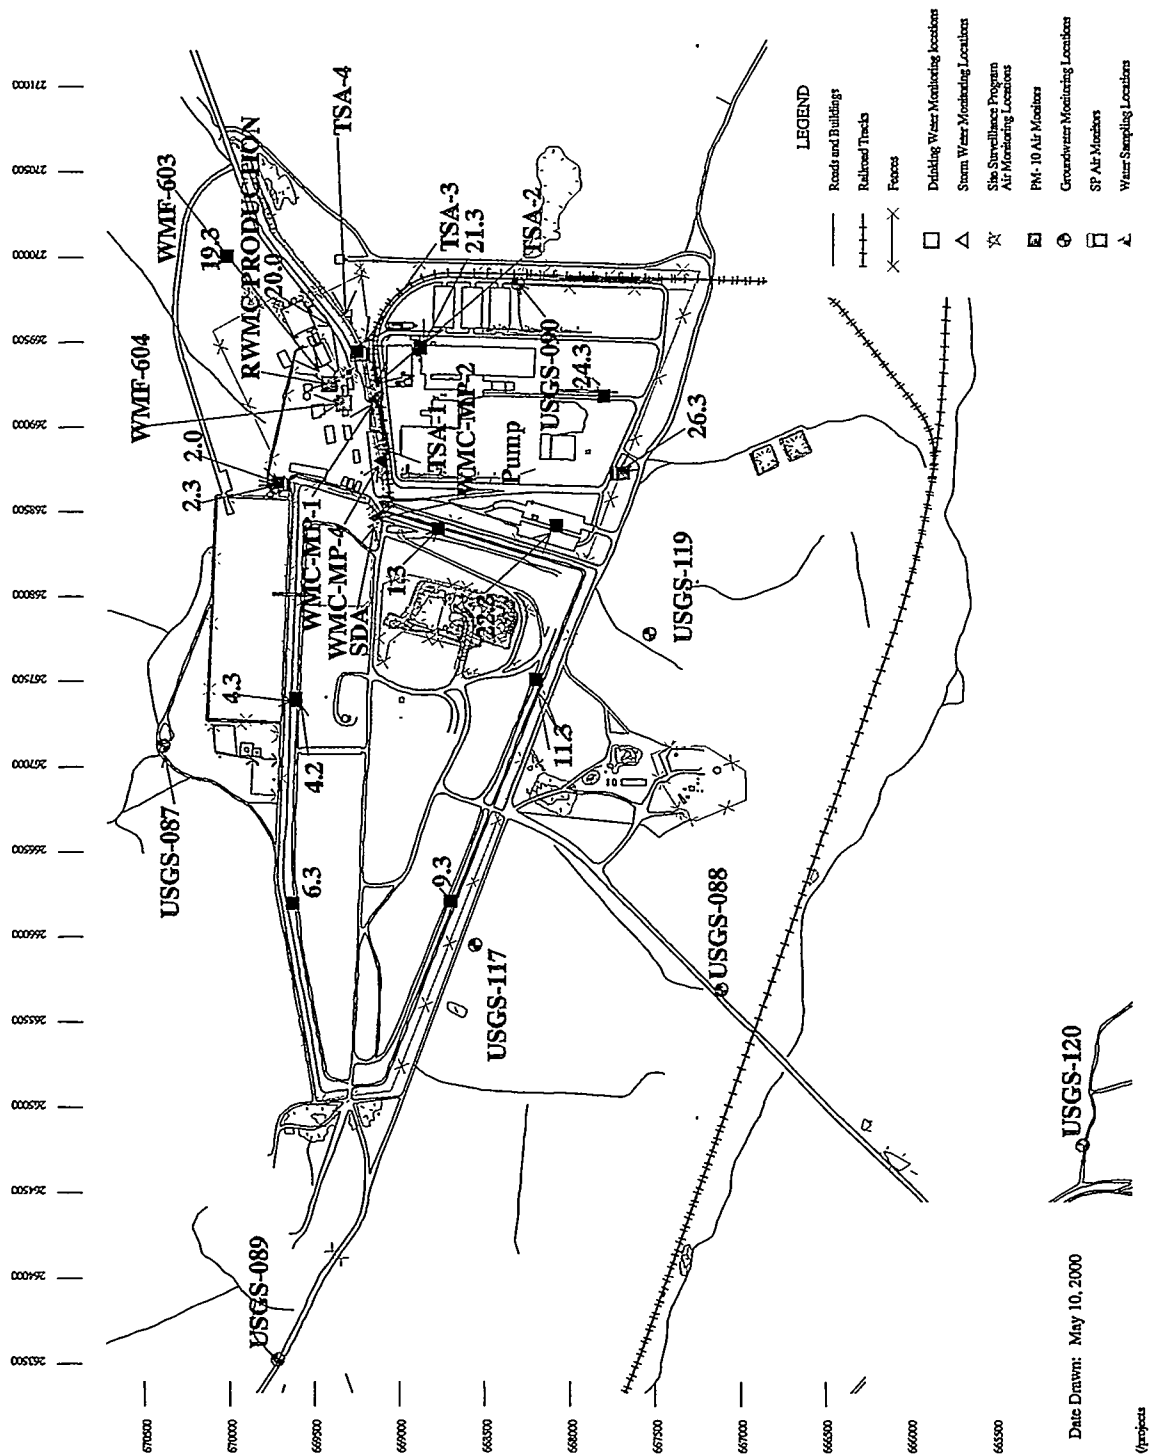 271000
270500
270000
269500
269000
268500
268000
267500
267000
266500
266000
265500
265000
264500
264000
263500
670500
670000
669500
669000
668500
668000
667500
667000
666500
666000
665500
WMF-603
19.3
RWMC PRODUCTION
20.0
TSA-4
TSA-3
21.3
TSA-2
WMF-604
2.0
2.3
USGS-090
24.3
26.3
TSA-1
WMC-MP-2
Pump
WMC-MP-1
WMC-MP-4
SDA
1.3
USGS-119
4.3
4.2
11.3
USGS-087
6.3
9.3
USGS-088
USGS-117
USGS-089
USGS-120
LEGEND
Roads and Buildings
Railroad Tracks
Fences
Drinking Water Monitoring locations
Storm Water Monitoring Locations
Site Surveillance Program
Air Monitoring Locations
PM-10 Air Monitors
Groundwater Monitoring Locations
SP Air Monitors
Water Sampling Locations
Date Drawn: May 10, 2000
(/projects